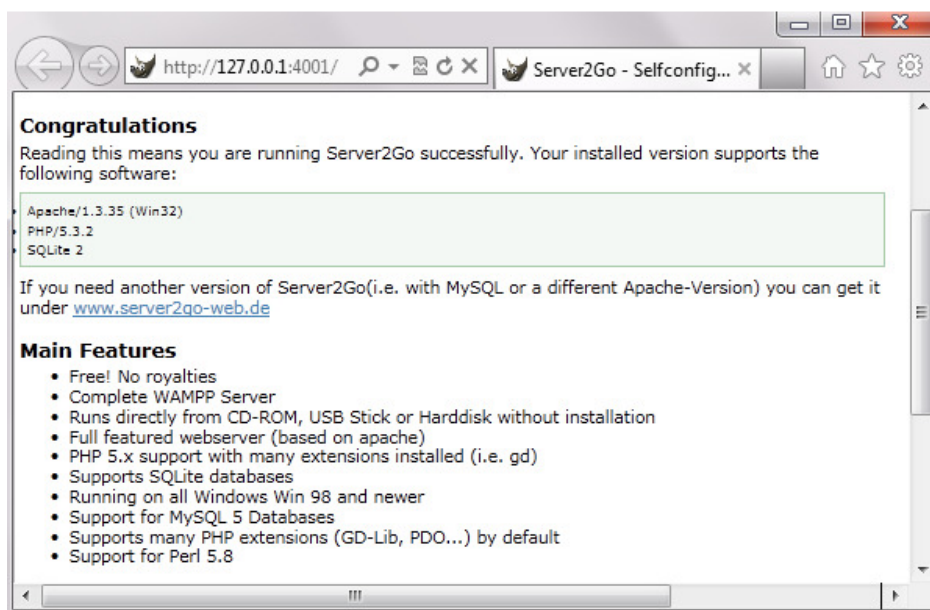 http://127.0.0.1:4001/
Server2Go - Selfconfig...
Congratulations
Reading this means you are running Server2Go successfully. Your installed version supports the
following software:
Apache/1.3.35 (Win32)
PHP/5.3.2
SQLite 2
If you need another version of Server2Go(i.e. with MySQL or a different Apache-Version) you can get it
under www.server2go-web.de
Main Features
• Free! No royalties
• Complete WAMPP Server
• Runs directly from CD-ROM, USB Stick or Harddisk without installation
• Full featured webserver (based on apache)
• PHP 5.x support with many extensions installed (i.e. gd)
• Supports SQLite databases
• Running on all Windows Win 98 and newer
• Support for MySQL 5 Databases
• Supports many PHP extensions (GD-Lib, PDO...) by default
• Support for Perl 5.8